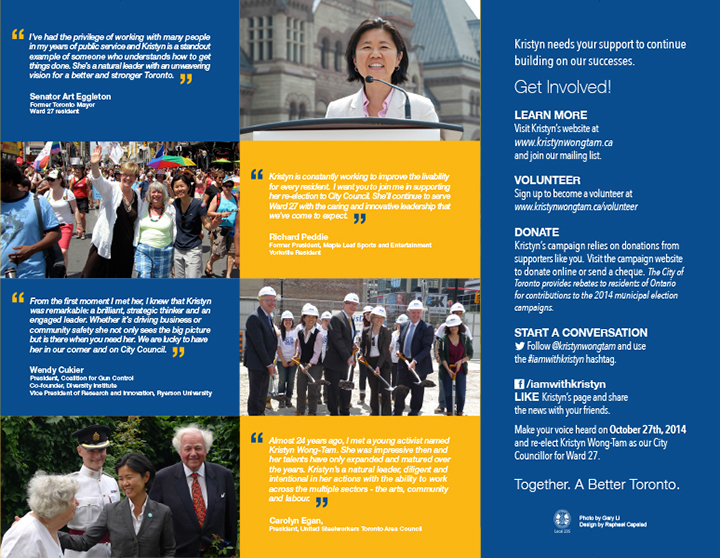 “ I've had the privilege of working with many people
in my years of public service and Kristyn is a standout
example of someone who understands how to get
things done. She's a natural leader with an unwavering
vision for a better and stronger Toronto. ”
Senator Art Eggleton
Former Toronto Mayor
Ward 27 resident
“ Kristyn is constantly working to improve the livability
for every resident. I want you to join me in supporting
her re-election to City Council. She'll continue to serve
Ward 27 with the caring and innovative leadership that
we've come to expect. ”
Richard Peddie
Former President, Maple Leaf Sports and Entertainment
Yorkville Resident
“ From the first moment I met her, I knew that Kristyn
was remarkable: a brilliant, strategic thinker and an
engaged leader. Whether it's driving business or
community safety she not only sees the big picture
but is there when you need her. We are lucky to have
her in our corner and on City Council. ”
Wendy Cukier
President, Coalition for Gun Control
Co-founder, Diversity Institute
Vice President of Research and Innovation, Ryerson University
“ Almost 24 years ago, I met a young activist named
Kristyn Wong-Tam. She was impressive then and
her talents have only expanded and matured over
the years. Kristyn's a natural leader, diligent and
intentional in her actions with the ability to work
across the multiple sectors - the arts, community
and labour. ”
Carolyn Egan,
President, United Steelworkers Toronto Area Council
Kristyn needs your support to continue
building on our successes.
Get Involved!
LEARN MORE
Visit Kristyn's website at
www.kristynwongtam.ca
and join our mailing list.
VOLUNTEER
Sign up to become a volunteer at
www.kristynwongtam.ca/volunteer
DONATE
Kristyn's campaign relies on donations from
supporters like you. Visit the campaign website
to donate online or send a cheque. The City of
Toronto provides rebates to residents of Ontario
for contributions to the 2014 municipal election
campaigns.
START A CONVERSATION
Follow @kristynwongtam and use
the #iamwithkristyn hashtag.
/iamwithkristyn
LIKE Kristyn's page and share
the news with your friends.
Make your voice heard on October 27th, 2014
and re-elect Kristyn Wong-Tam as our City
Councillor for Ward 27.
Together. A Better Toronto.
Photo by Gary Li
Design by Raphael Capalad